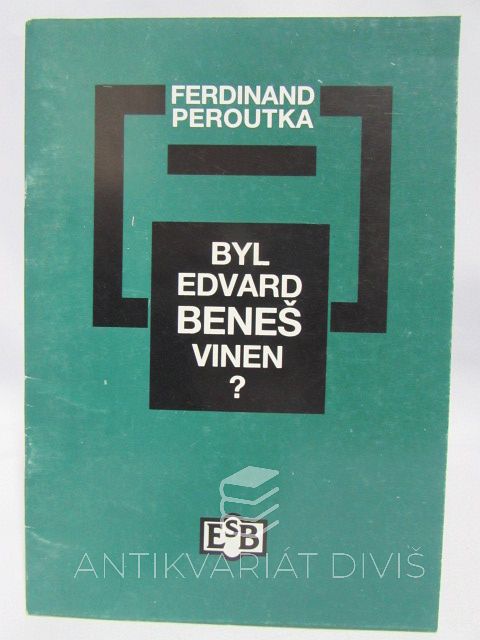 FERDINAND
PEROUTKA
BYL
EDVARD
BENEŠ
VINEN
?
ESB
ANTIKVARIÁT DIVIŠ